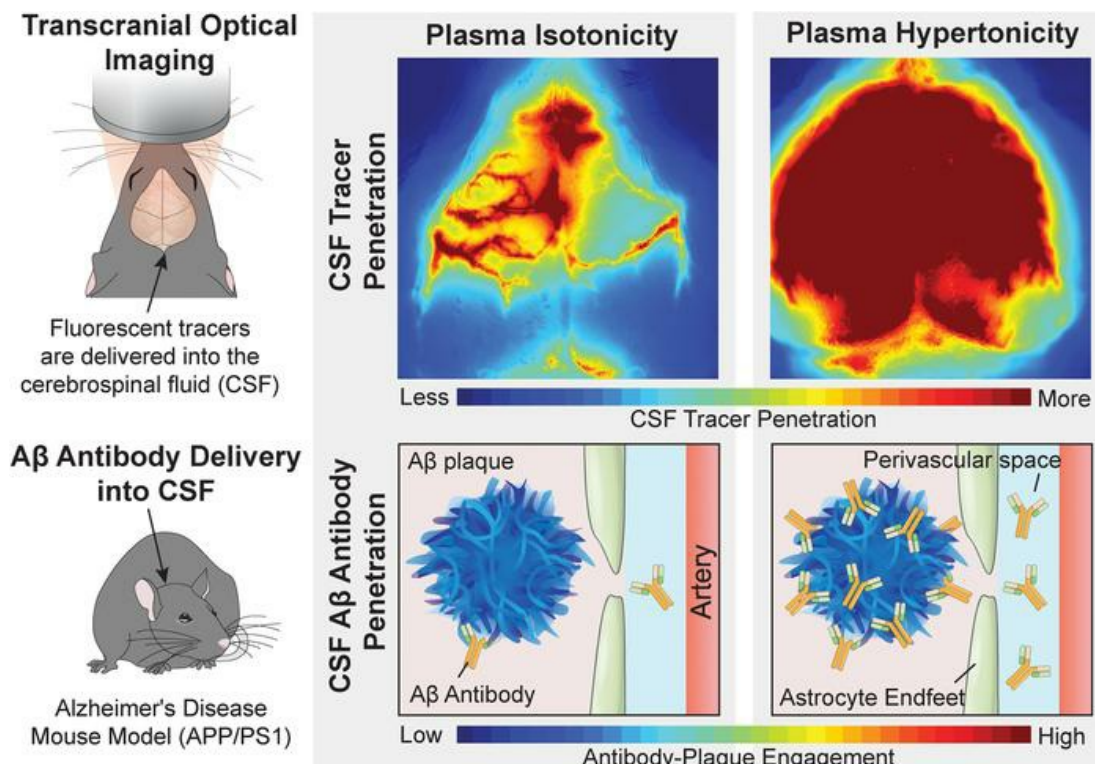 Transcranial Optical
Imaging
Fluorescent tracers
are delivered into the
cerebrospinal fluid (CSF)
Plasma Isotonicity
Plasma Hypertonicity
CSF Tracer
Penetration
Less
More
CSF Tracer Penetration
Aβ Antibody Delivery
into CSF
Alzheimer's Disease
Mouse Model (APP/PS1)
CSF Aβ Antibody
Penetration
Aβ plaque
Aβ Antibody
Artery
Perivascular space
Astrocyte Endfeet
Low
High
Antibody-Plaque Engagement